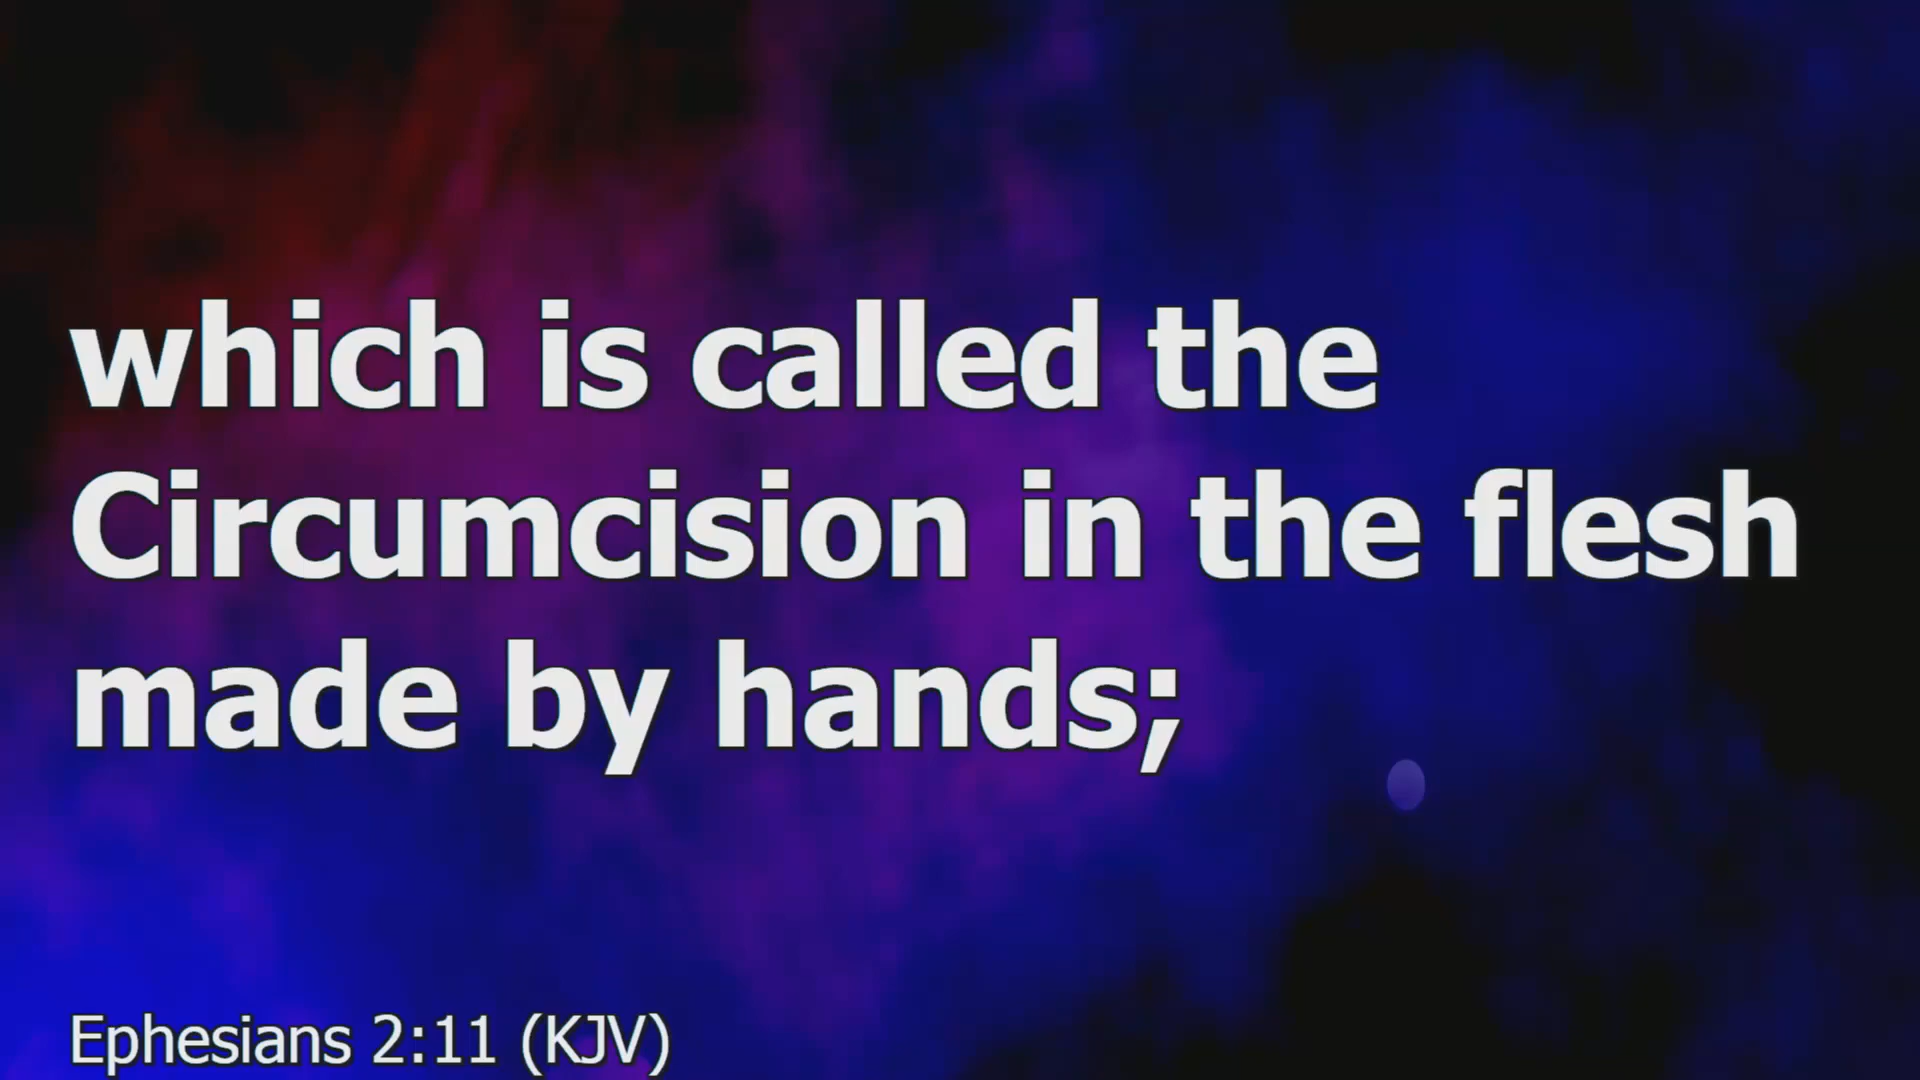 which is called the
Circumcision in the flesh
made by hands;
Ephesians 2:11 (KJV)